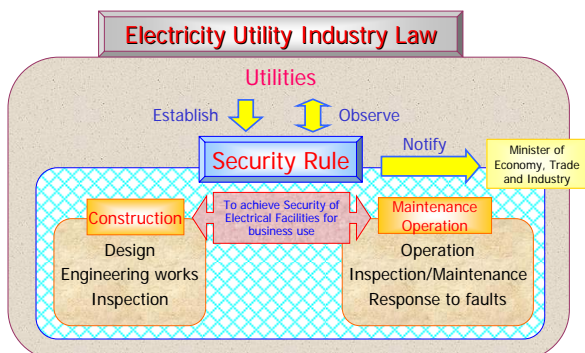 Electricity Utility Industry Law
Utilities
Establish
Observe
Security Rule
Notify
Minister of
Economy, Trade
and Industry
Construction
To achieve Security of
Electrical Facilities for
business use
Maintenance
Operation
Design
Engineering works
Inspection
Operation
Inspection/Maintenance
Response to faults